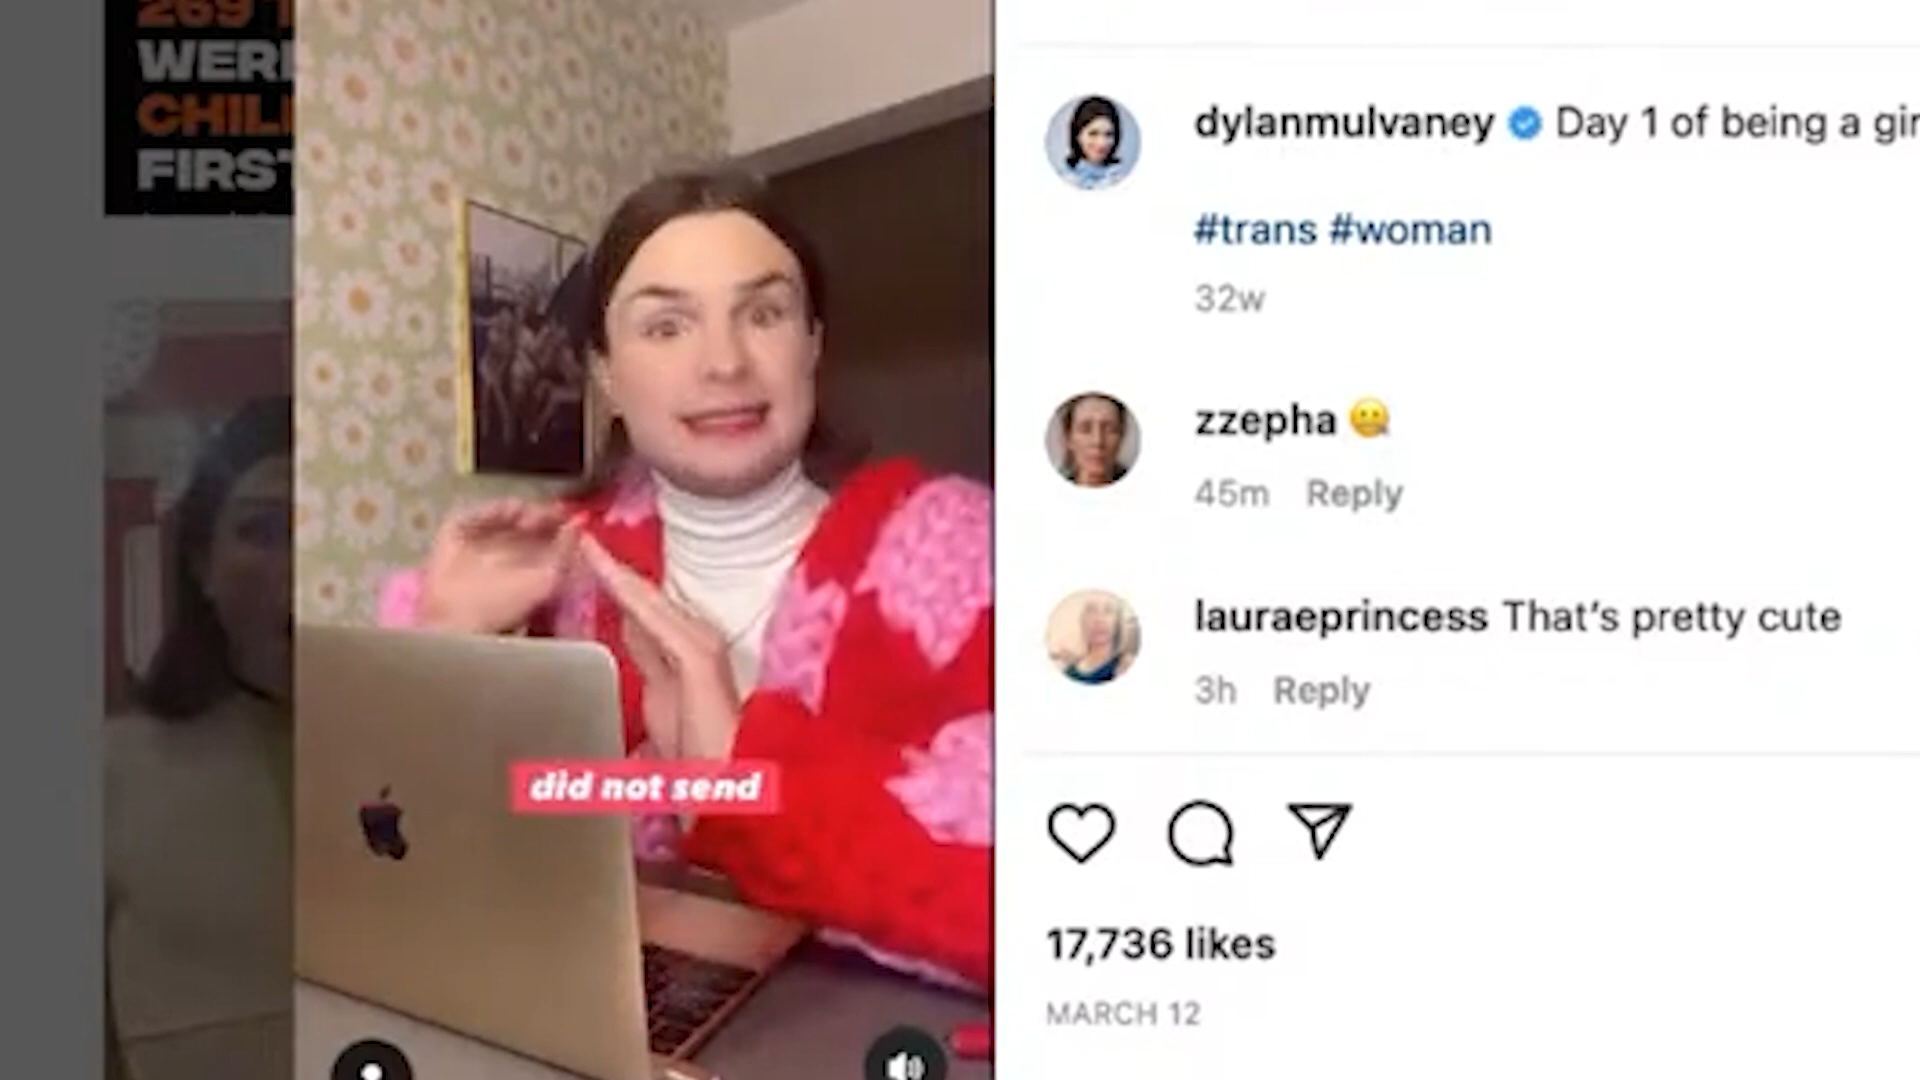 269
WER
CHIL
FIRST
did not send
dylanmulvaney Day 1 of being a gir
#trans #woman
32w
zzepha 🤐
45m Reply
lauraeprincess That's pretty cute
3h Reply
17,736 likes
MARCH 12